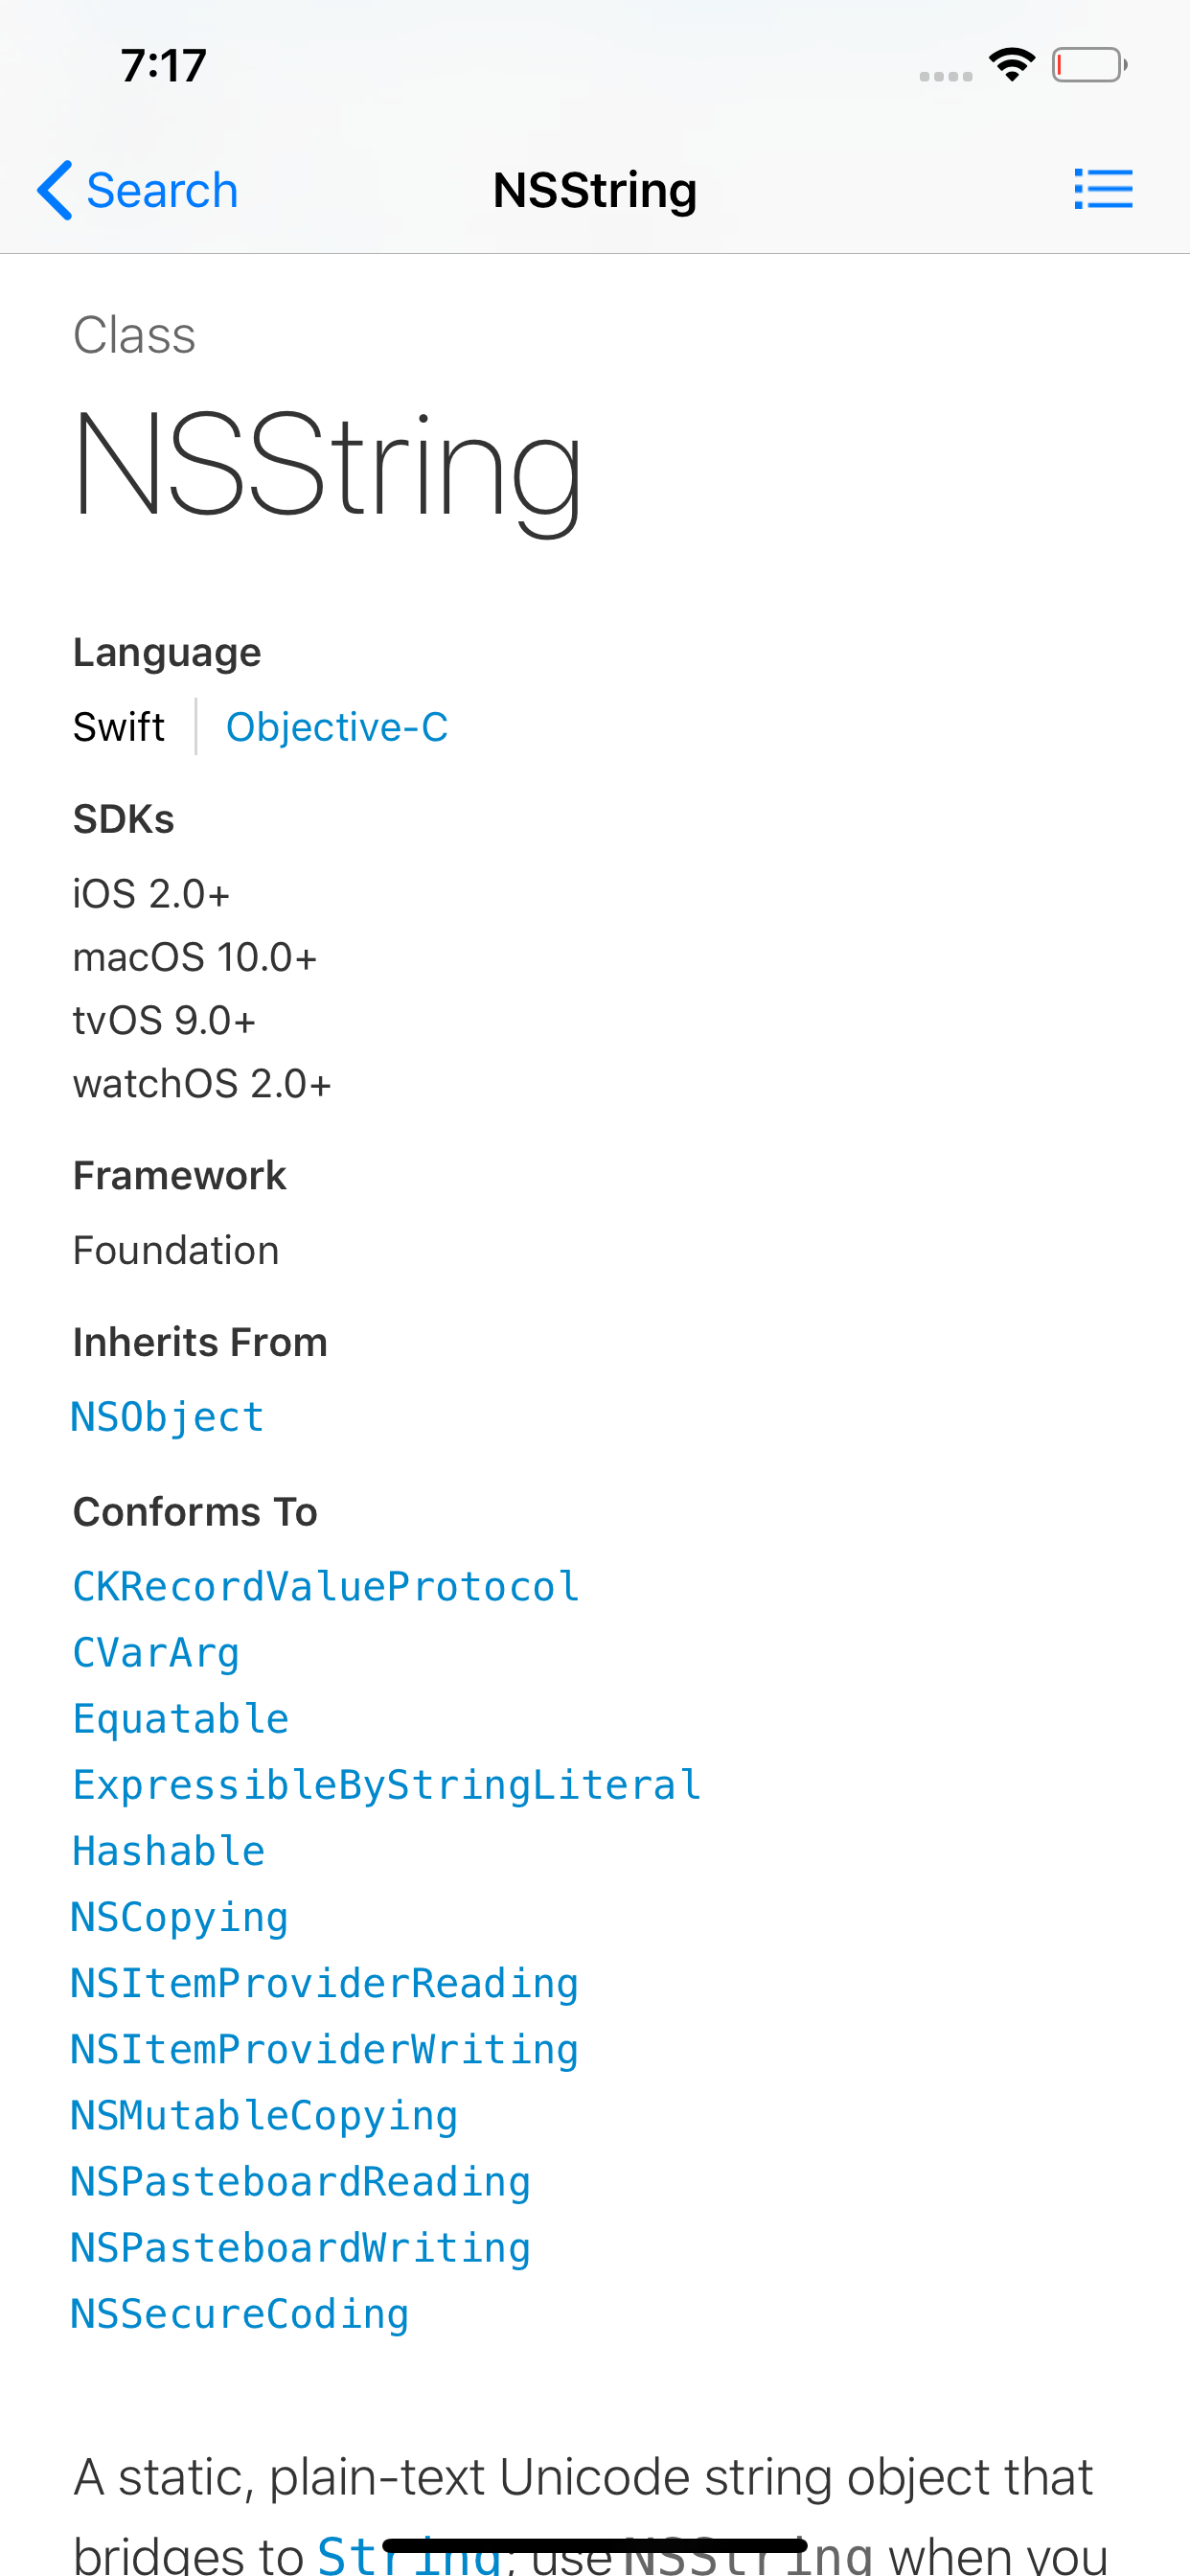 7:17
Search
NSString
Class
NSString
Language
Swift
Objective-C
SDKs
iOS 2.0+
macOS 10.0+
tvOS 9.0+
watchOS 2.0+
Framework
Foundation
Inherits From
NSObject
Conforms To
CKRecordValueProtocol
CVarArg
Equatable
ExpressibleByStringLiteral
Hashable
NSCopying
NSItemProviderReading
NSItemProviderWriting
NSMutableCopying
NSPasteboardReading
NSPasteboardWriting
NSSecureCoding
A static, plain-text Unicode string object that
bridges to String; use NSString when you